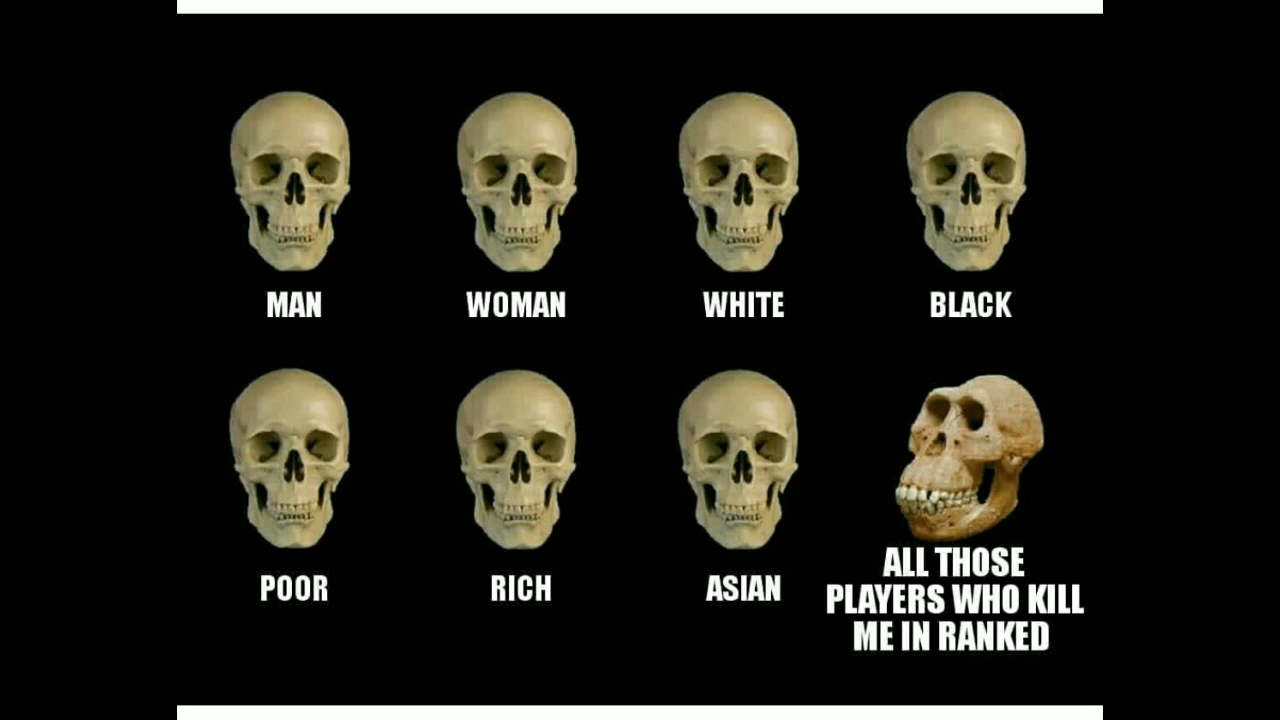 MAN
WOMAN
WHITE
BLACK
POOR
RICH
ASIAN
ALL THOSE
PLAYERS WHO KILL
ME IN RANKED